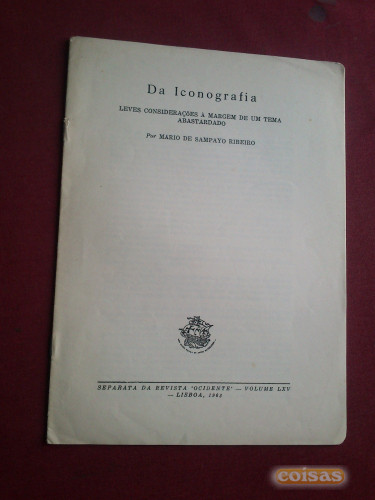 Da Iconografia
LEVES CONSIDERAÇÕES A MARGEM DE UM TEMA
ABASTARDADO
Por MARIO DE SAMPAYO RIBEIRO
SEPARATA DA REVISTA 'OCIDENTE' — VOLUME LXV
— LISBOA, 1963
coisas